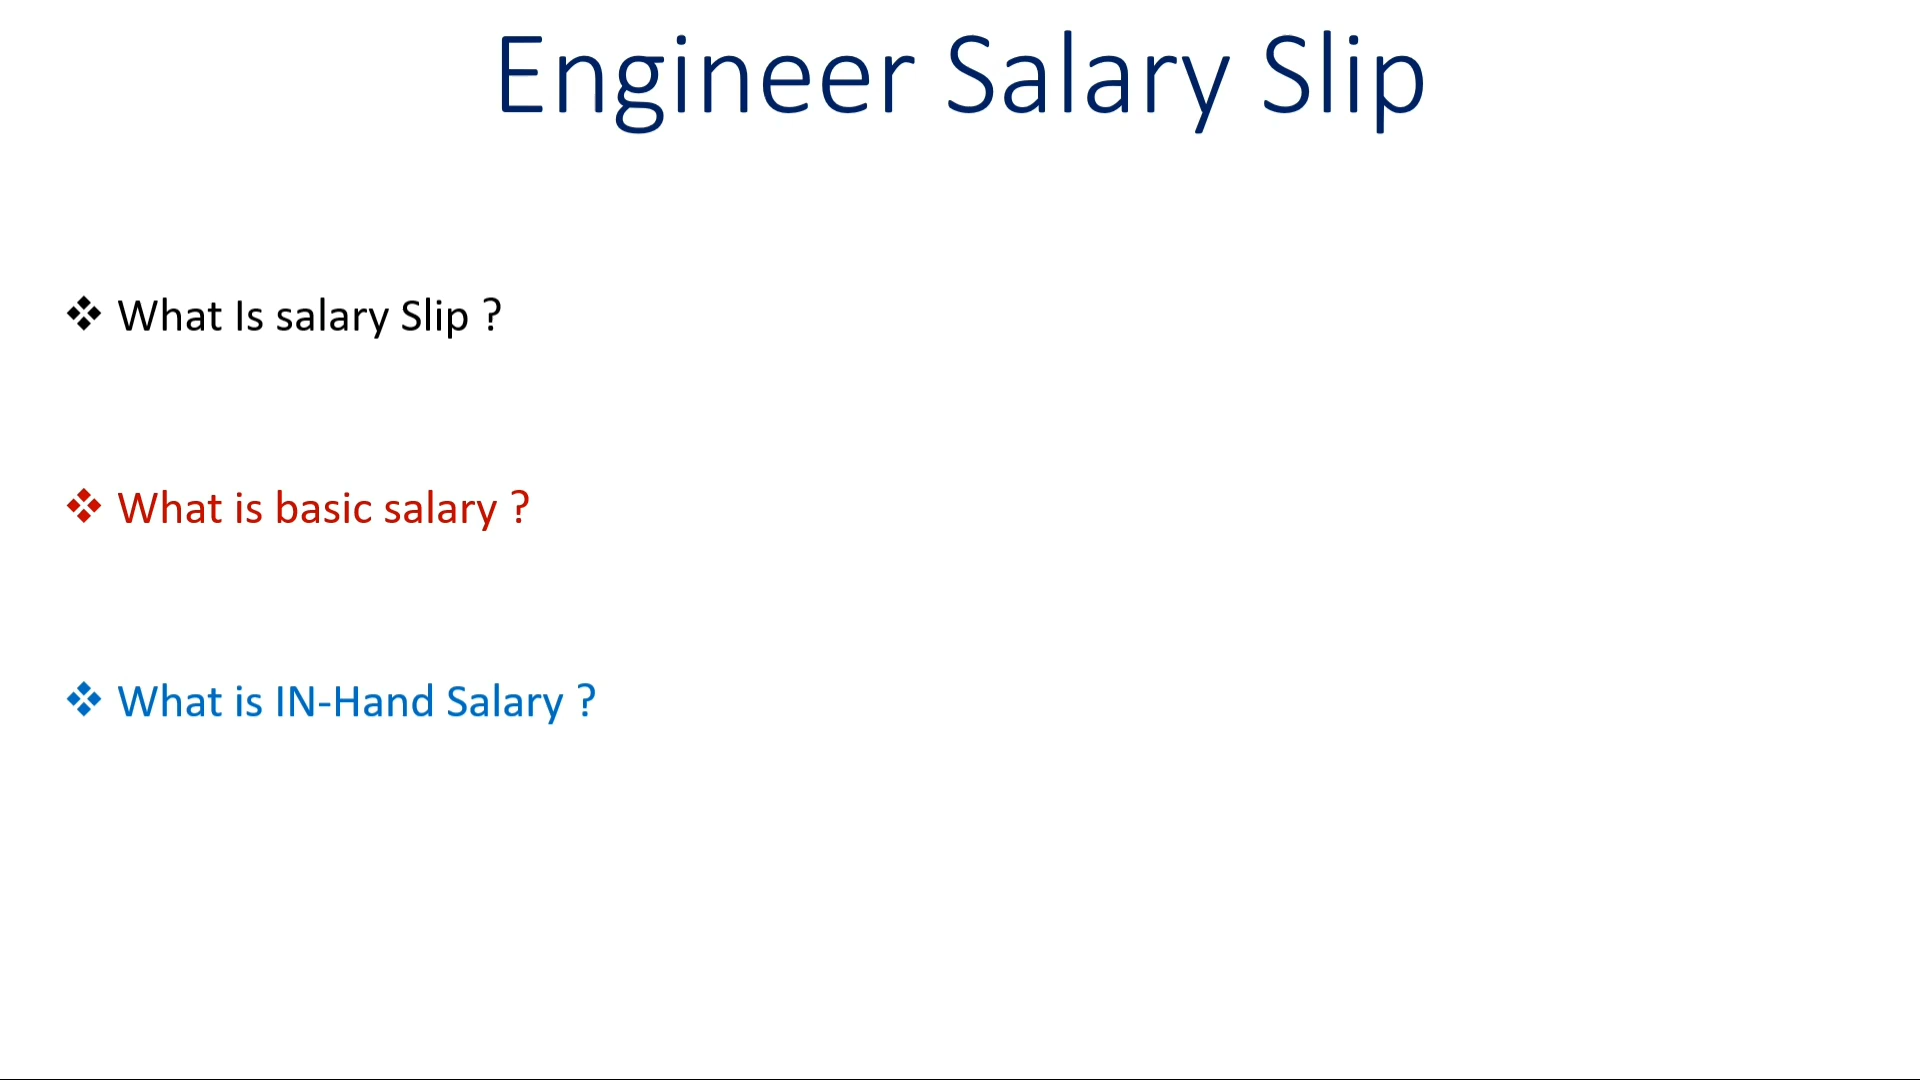 Engineer Salary Slip
❖ What Is salary Slip ?
❖ What is basic salary ?
❖ What is IN-Hand Salary ?